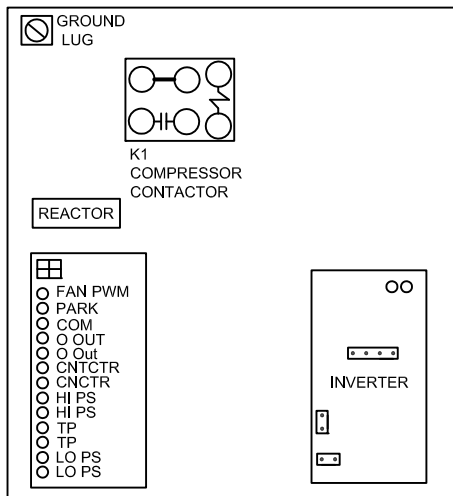 GROUND
LUG
K1
COMPRESSOR
CONTACTOR
REACTOR
FAN PWM
PARK
COM
O OUT
O Out
CNTCTR
CNCTR
HI PS
HI PS
TP
TP
LO PS
LO PS
INVERTER